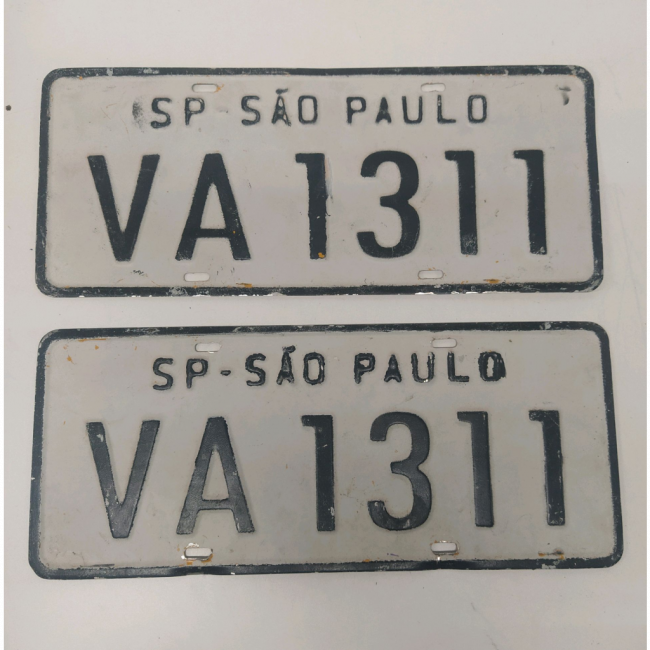 SP SÃO PAULO
VA 1311
SP-SÃO PAULO
VA 1311